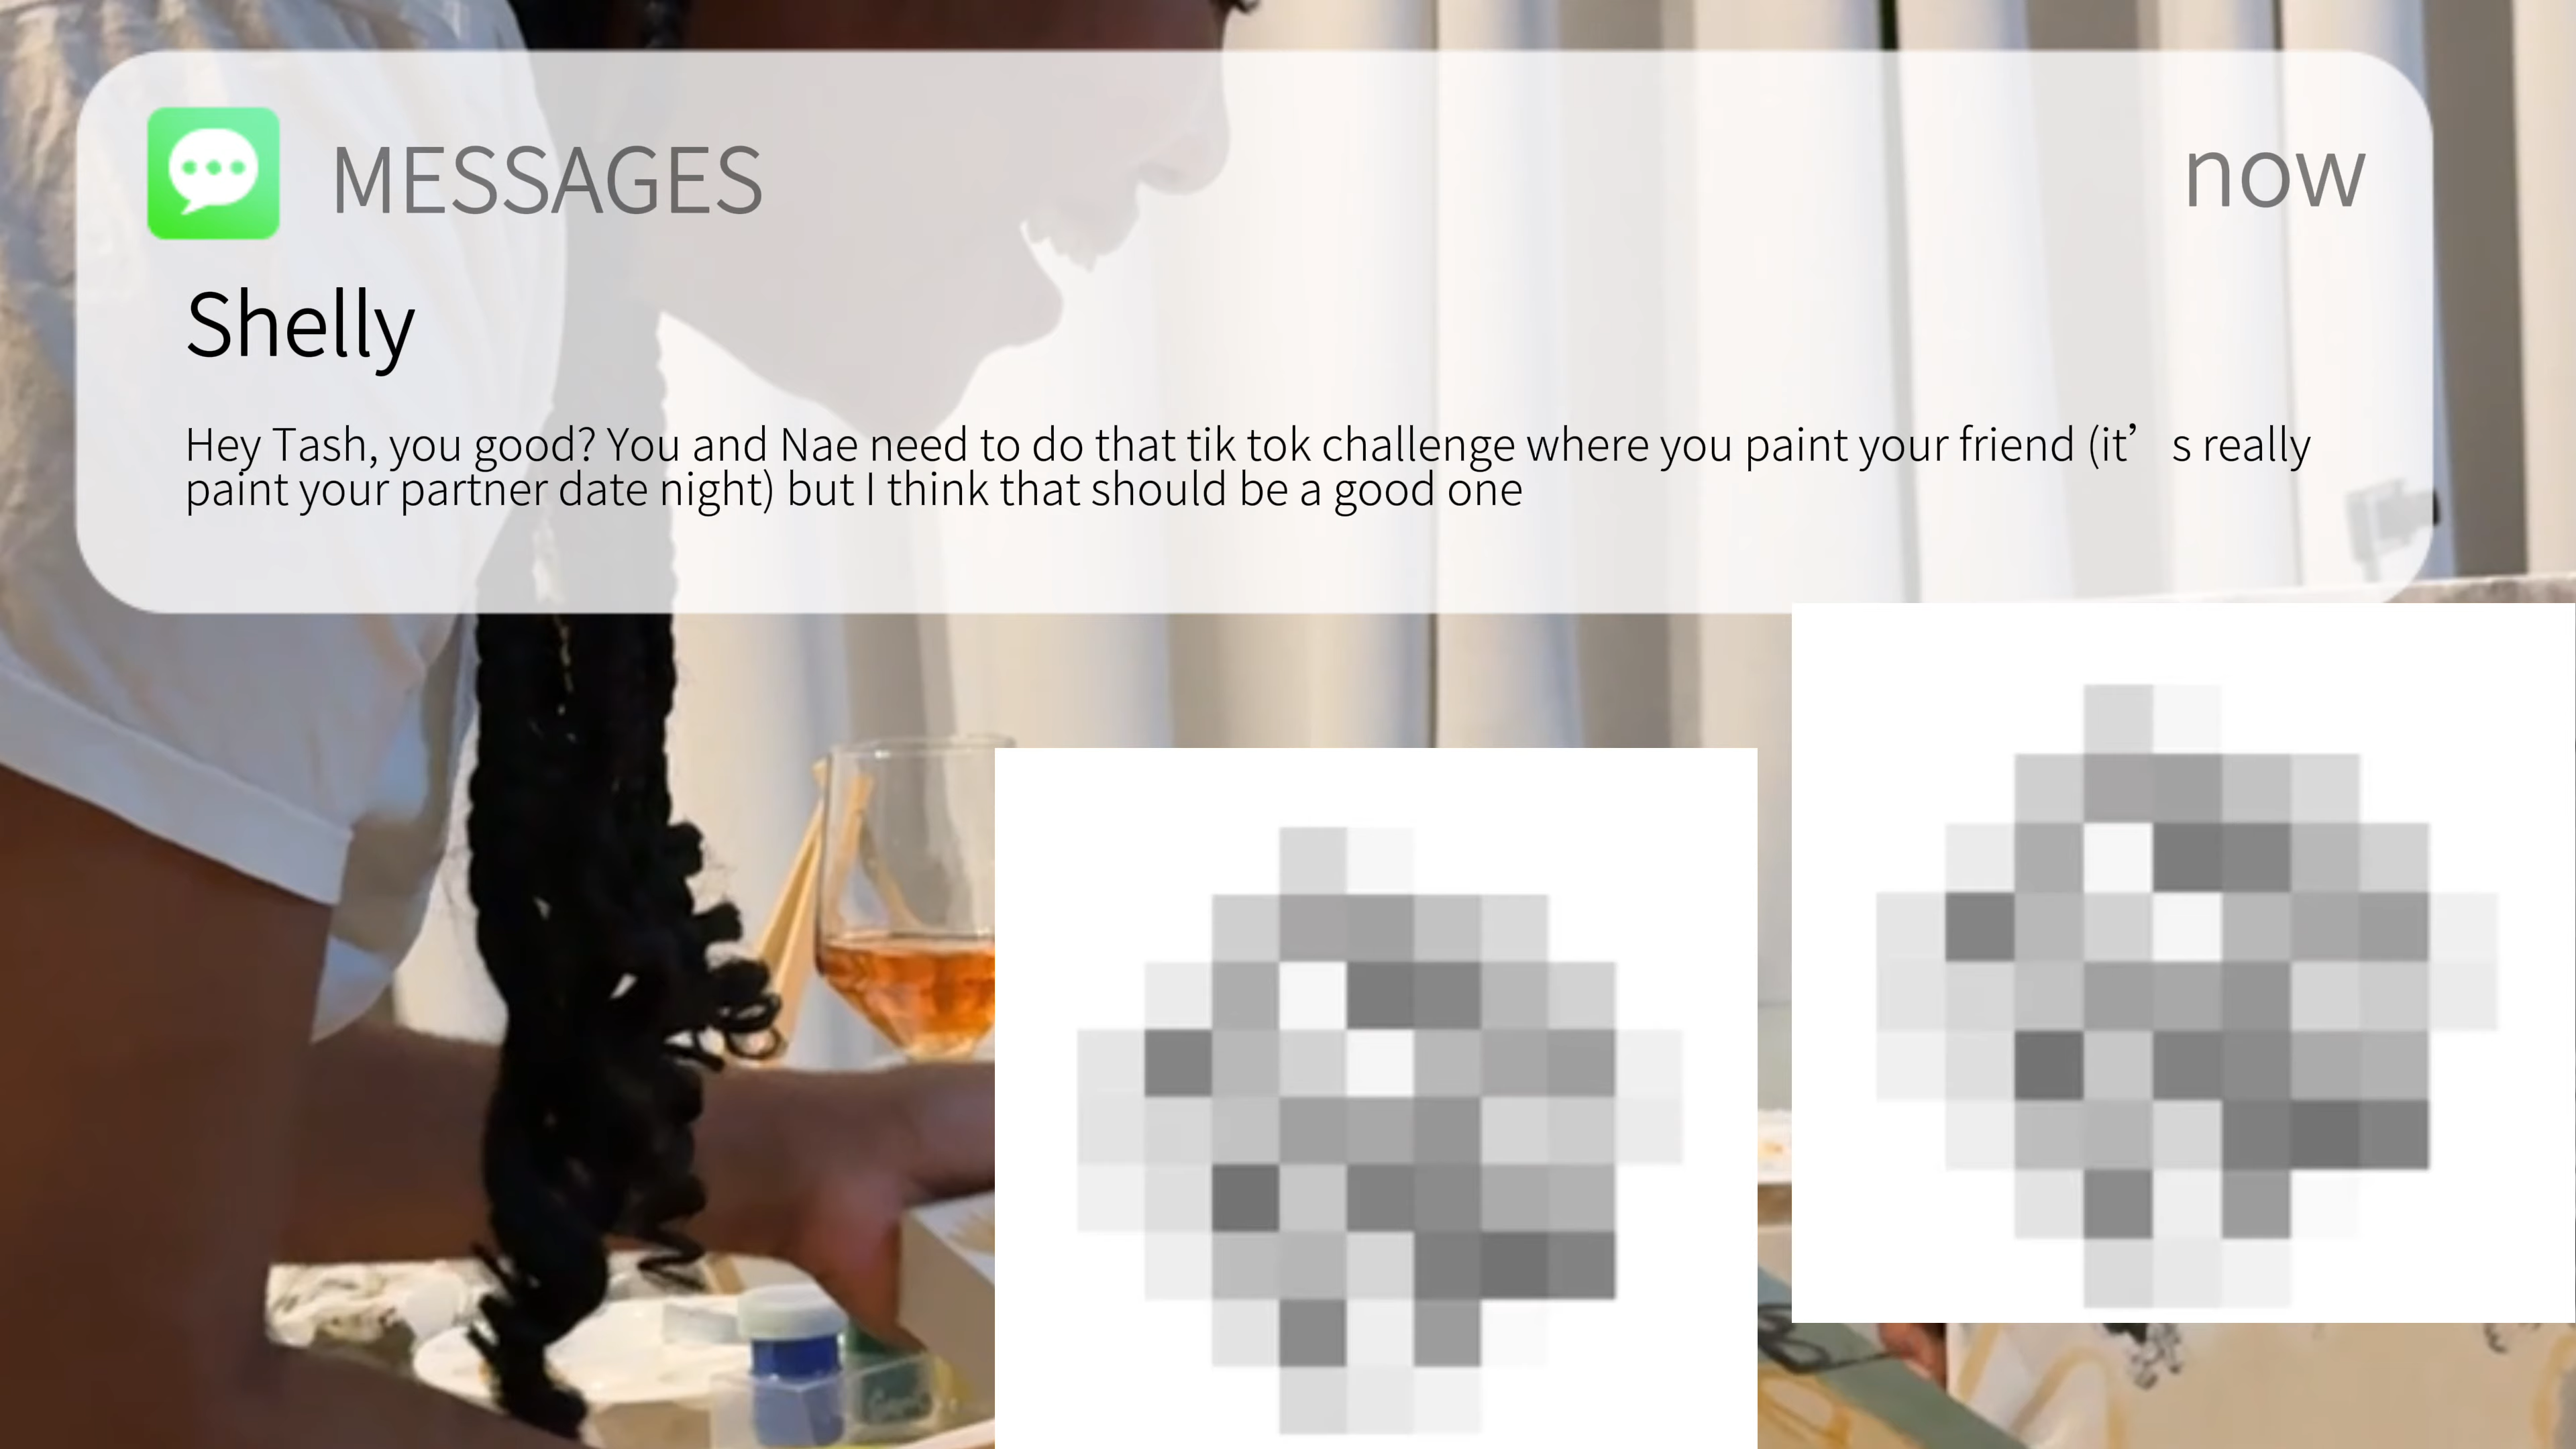 MESSAGES
now
Shelly
Hey Tash, you good? You and Nae need to do that tik tok challenge where you paint your friend (it’s really
paint your partner date night) but I think that should be a good one